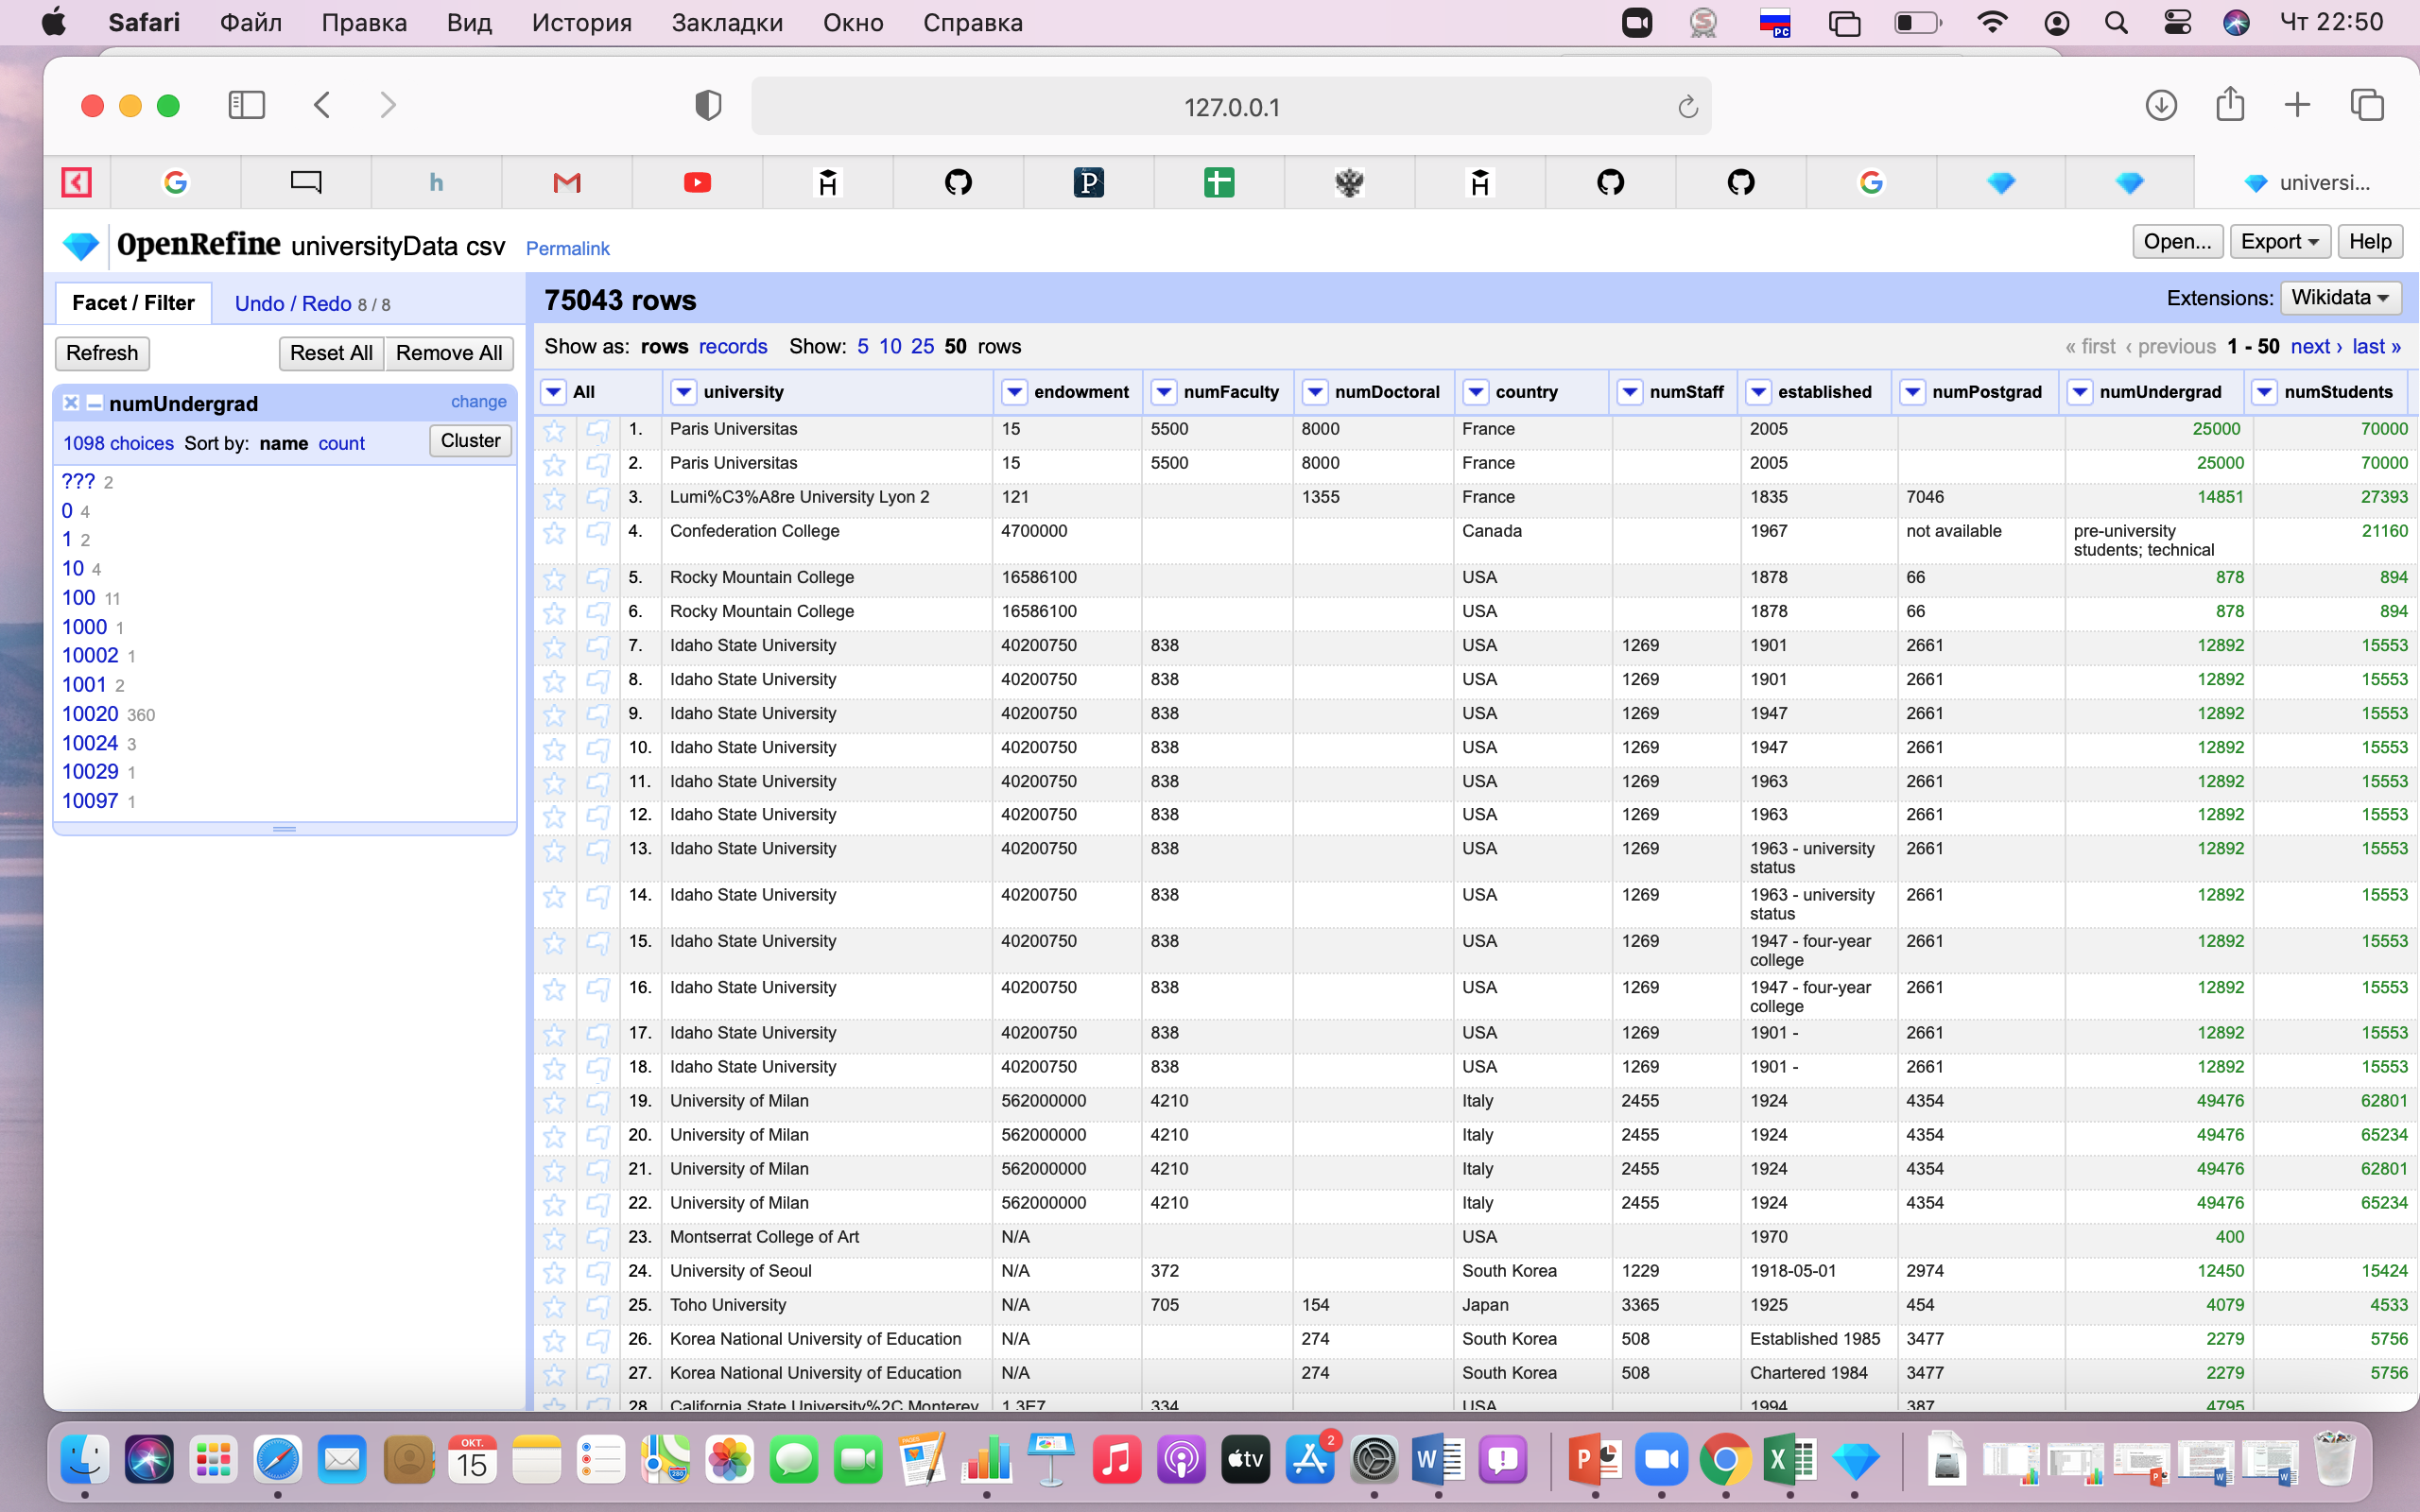 Safari Файл Правка Вид История Закладки Окно Справка Чт 22:50
127.0.0.1
universi...
OpenRefine universityData csv Permalink Open... Export Help
Facet / Filter Undo / Redo 8 / 8 75043 rows Extensions: Wikidata
Refresh Reset All Remove All Show as: rows records Show: 5 10 25 50 rows « first ‹ previous 1 - 50 next › last »
numUndergrad change
1098 choices Sort by: name count Cluster
??? 2
0 4
1 2
10 4
100 11
1000 1
10002 1
1001 2
10020 360
10024 3
10029 1
10097 1
All university endowment numFaculty numDoctoral country numStaff established numPostgrad numUndergrad numStudents
1. Paris Universitas 15 5500 8000 France 2005 25000 70000
2. Paris Universitas 15 5500 8000 France 2005 25000 70000
3. Lumi%C3%A8re University Lyon 2 121 1355 France 1835 7046 14851 27393
4. Confederation College 4700000 Canada 1967 not available pre-university 21160
students; technical
5. Rocky Mountain College 16586100 USA 1878 66 878 894
6. Rocky Mountain College 16586100 USA 1878 66 878 894
7. Idaho State University 40200750 838 USA 1269 1901 2661 12892 15553
8. Idaho State University 40200750 838 USA 1269 1901 2661 12892 15553
9. Idaho State University 40200750 838 USA 1269 1947 2661 12892 15553
10. Idaho State University 40200750 838 USA 1269 1947 2661 12892 15553
11. Idaho State University 40200750 838 USA 1269 1963 2661 12892 15553
12. Idaho State University 40200750 838 USA 1269 1963 2661 12892 15553
13. Idaho State University 40200750 838 USA 1269 1963 - university 2661 12892 15553
status
14. Idaho State University 40200750 838 USA 1269 1963 - university 2661 12892 15553
status
15. Idaho State University 40200750 838 USA 1269 1947 - four-year 2661 12892 15553
college
16. Idaho State University 40200750 838 USA 1269 1947 - four-year 2661 12892 15553
college
17. Idaho State University 40200750 838 USA 1269 1901 - 2661 12892 15553
18. Idaho State University 40200750 838 USA 1269 1901 - 2661 12892 15553
19. University of Milan 562000000 4210 Italy 2455 1924 4354 49476 62801
20. University of Milan 562000000 4210 Italy 2455 1924 4354 49476 65234
21. University of Milan 562000000 4210 Italy 2455 1924 4354 49476 62801
22. University of Milan 562000000 4210 Italy 2455 1924 4354 49476 65234
23. Montserrat College of Art N/A USA 1970 400
24. University of Seoul N/A 372 South Korea 1229 1918-05-01 2974 12450 15424
25. Toho University N/A 705 154 Japan 3365 1925 454 4079 4533
26. Korea National University of Education N/A 274 South Korea 508 Established 1985 3477 2279 5756
27. Korea National University of Education N/A 274 South Korea 508 Chartered 1984 3477 2279 5756
28. California State University%2C Monterey 1.3E7 334 USA 1994 387 4795
ОКТ.
15
2